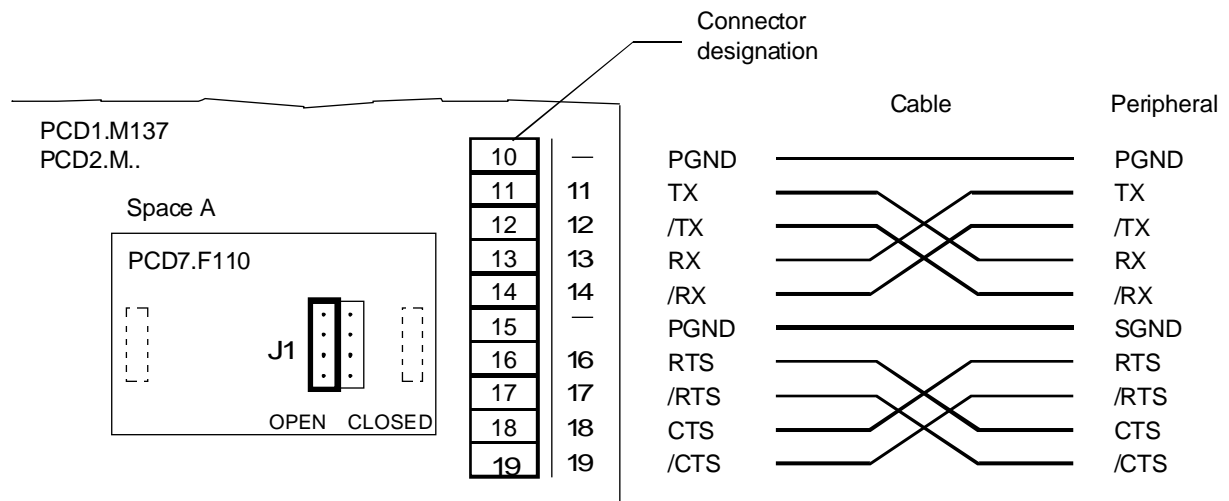 Connector
designation
Cable Peripheral
PCD1.M137
PCD2.M..
10 — PGND PGND
11 11 TX TX
Space A
12 12 /TX /TX
PCD7.F110
13 13 RX RX
14 14 /RX /RX
15 — PGND SGND
J1
16 16 RTS RTS
17 17 /RTS /RTS
OPEN CLOSED
18 18 CTS CTS
19 19 /CTS /CTS